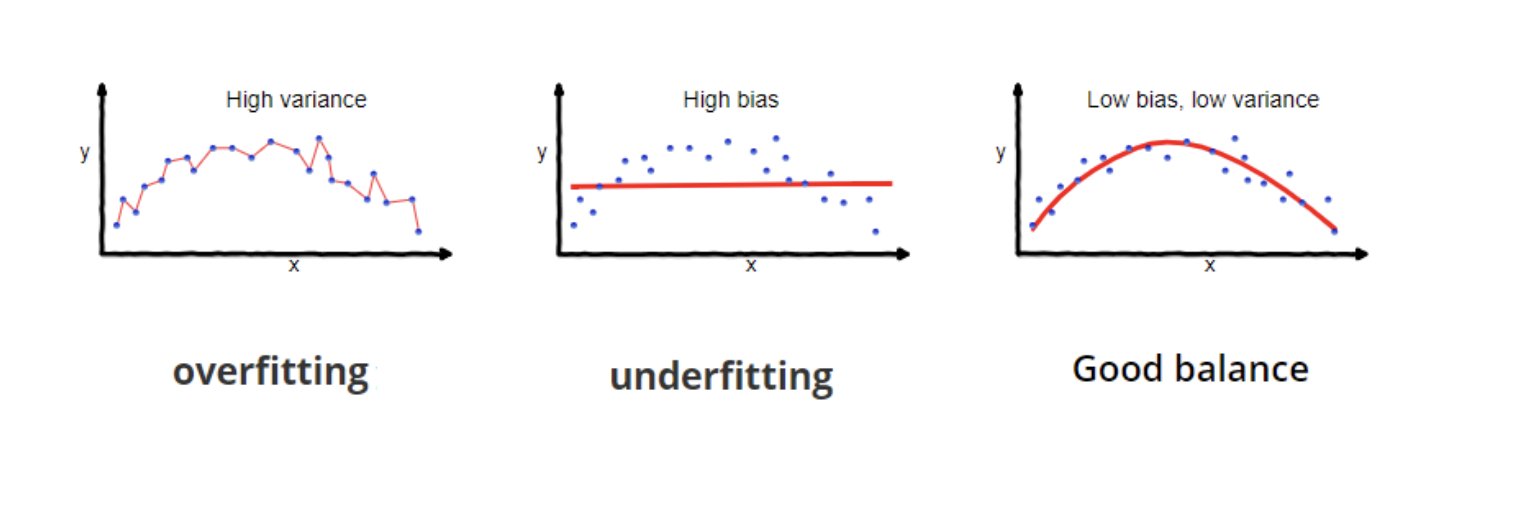 High variance
y
x
overfitting
High bias
y
x
underfitting
Low bias, low variance
y
x
Good balance